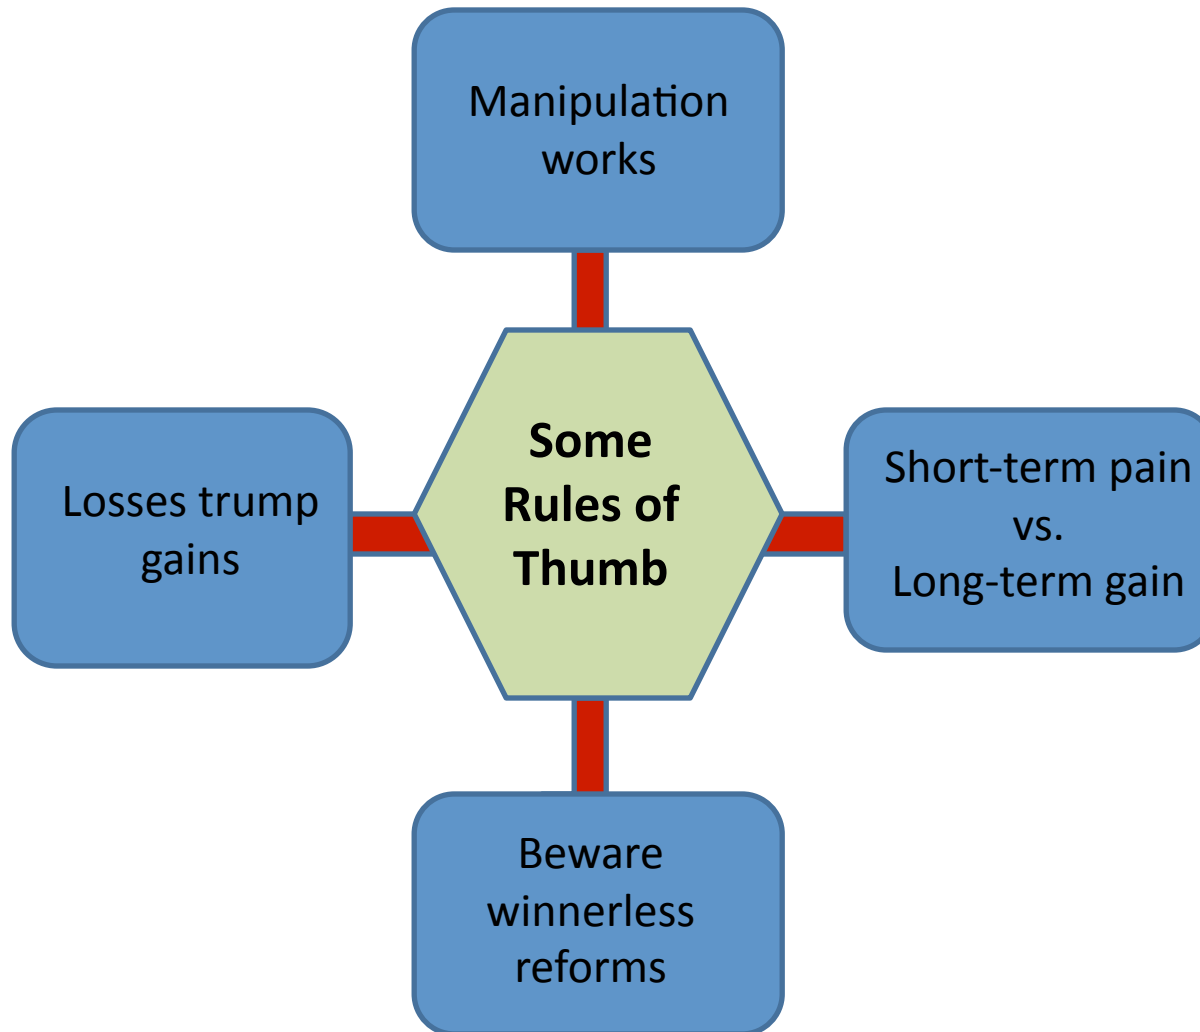 Manipulation
works
Losses trump
gains
Some
Rules of
Thumb
Short-term pain
vs.
Long-term gain
Beware
winnerless
reforms